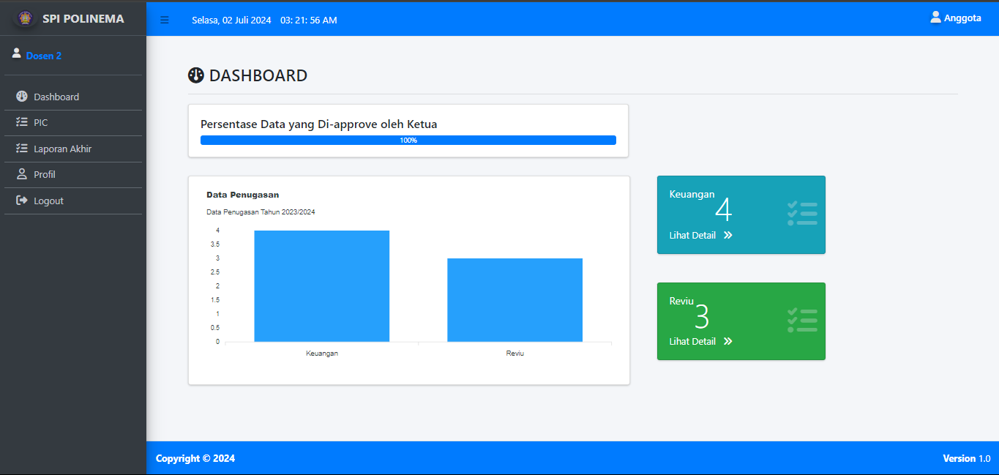 SPI POLINEMA
Selasa, 02 Juli 2024 03: 21: 56 AM
Anggota
Dosen 2
Dashboard
PIC
Laporan Akhir
Profil
Logout
DASHBOARD
Persentase Data yang Di-approve oleh Ketua
100%
Data Penugasan
Data Penugasan Tahun 2023/2024
4
3.5
3
2.5
2
1.5
1
0.5
0
Keuangan Reviu
Keuangan
4
Lihat Detail
Reviu
3
Lihat Detail
Copyright © 2024
Version 1.0